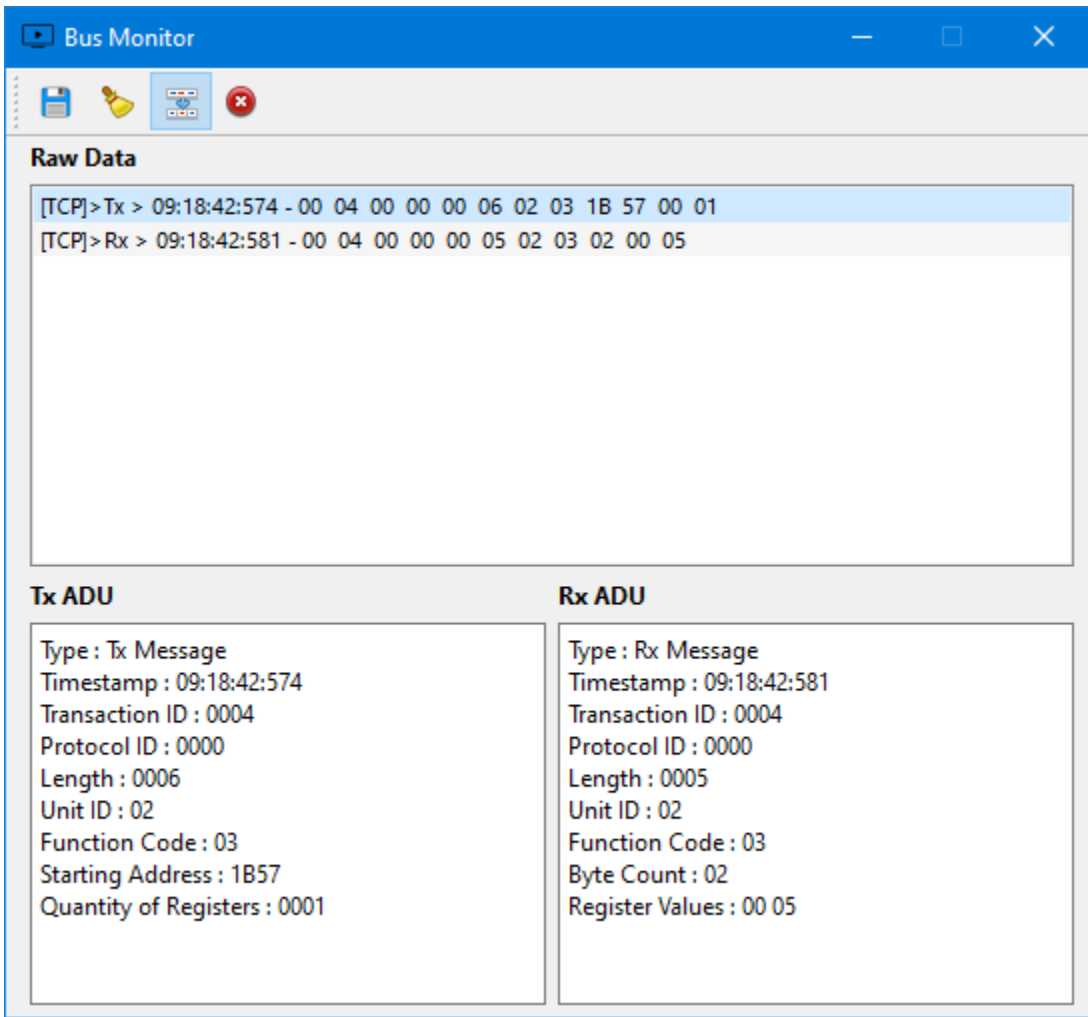 Bus Monitor
Raw Data
[TCP]>Tx > 09:18:42:574 - 00 04 00 00 00 06 02 03 1B 57 00 01
[TCP]>Rx > 09:18:42:581 - 00 04 00 00 00 05 02 03 02 00 05
Tx ADU
Type : Tx Message
Timestamp : 09:18:42:574
Transaction ID : 0004
Protocol ID : 0000
Length : 0006
Unit ID : 02
Function Code : 03
Starting Address : 1B57
Quantity of Registers : 0001
Rx ADU
Type : Rx Message
Timestamp : 09:18:42:581
Transaction ID : 0004
Protocol ID : 0000
Length : 0005
Unit ID : 02
Function Code : 03
Byte Count : 02
Register Values : 00 05